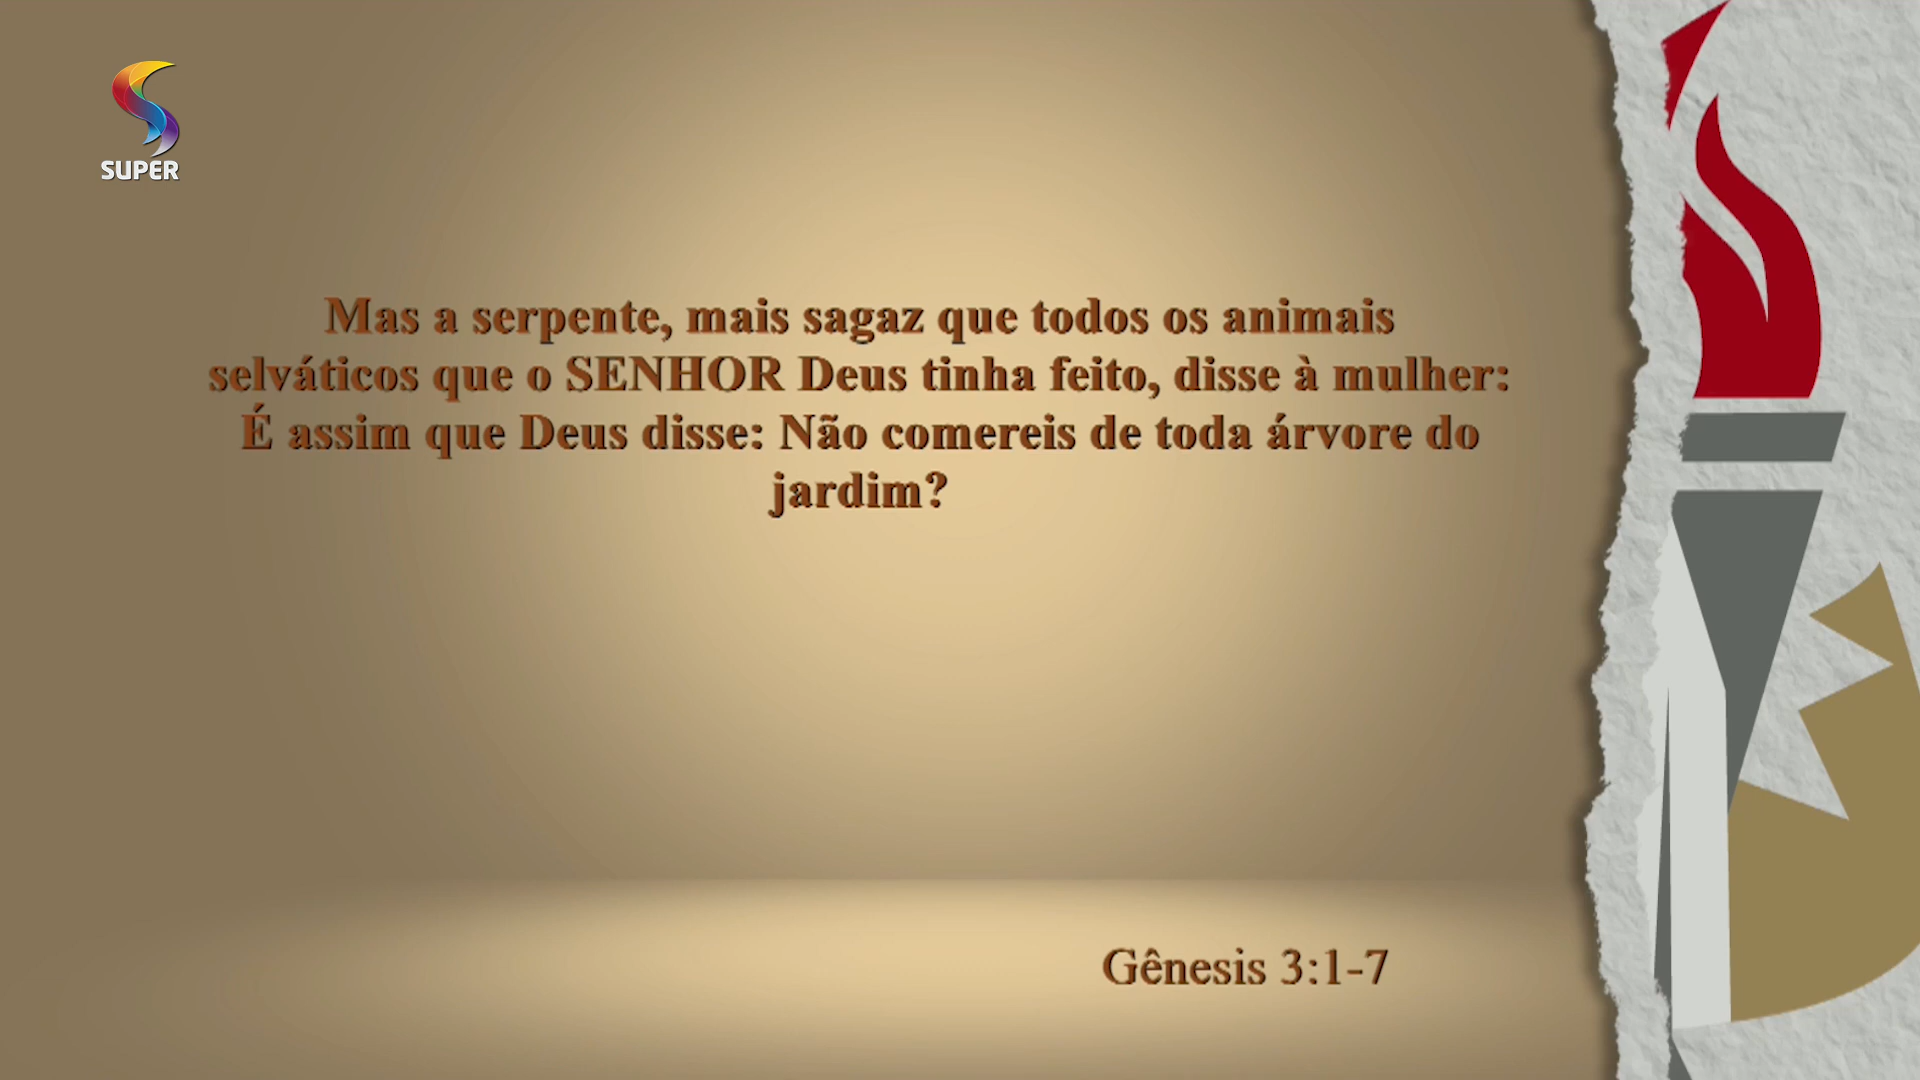 SUPER
Mas a serpente, mais sagaz que todos os animais
selváticos que o SENHOR Deus tinha feito, disse à mulher:
É assim que Deus disse: Não comereis de toda árvore do
jardim?
Gênesis 3:1-7